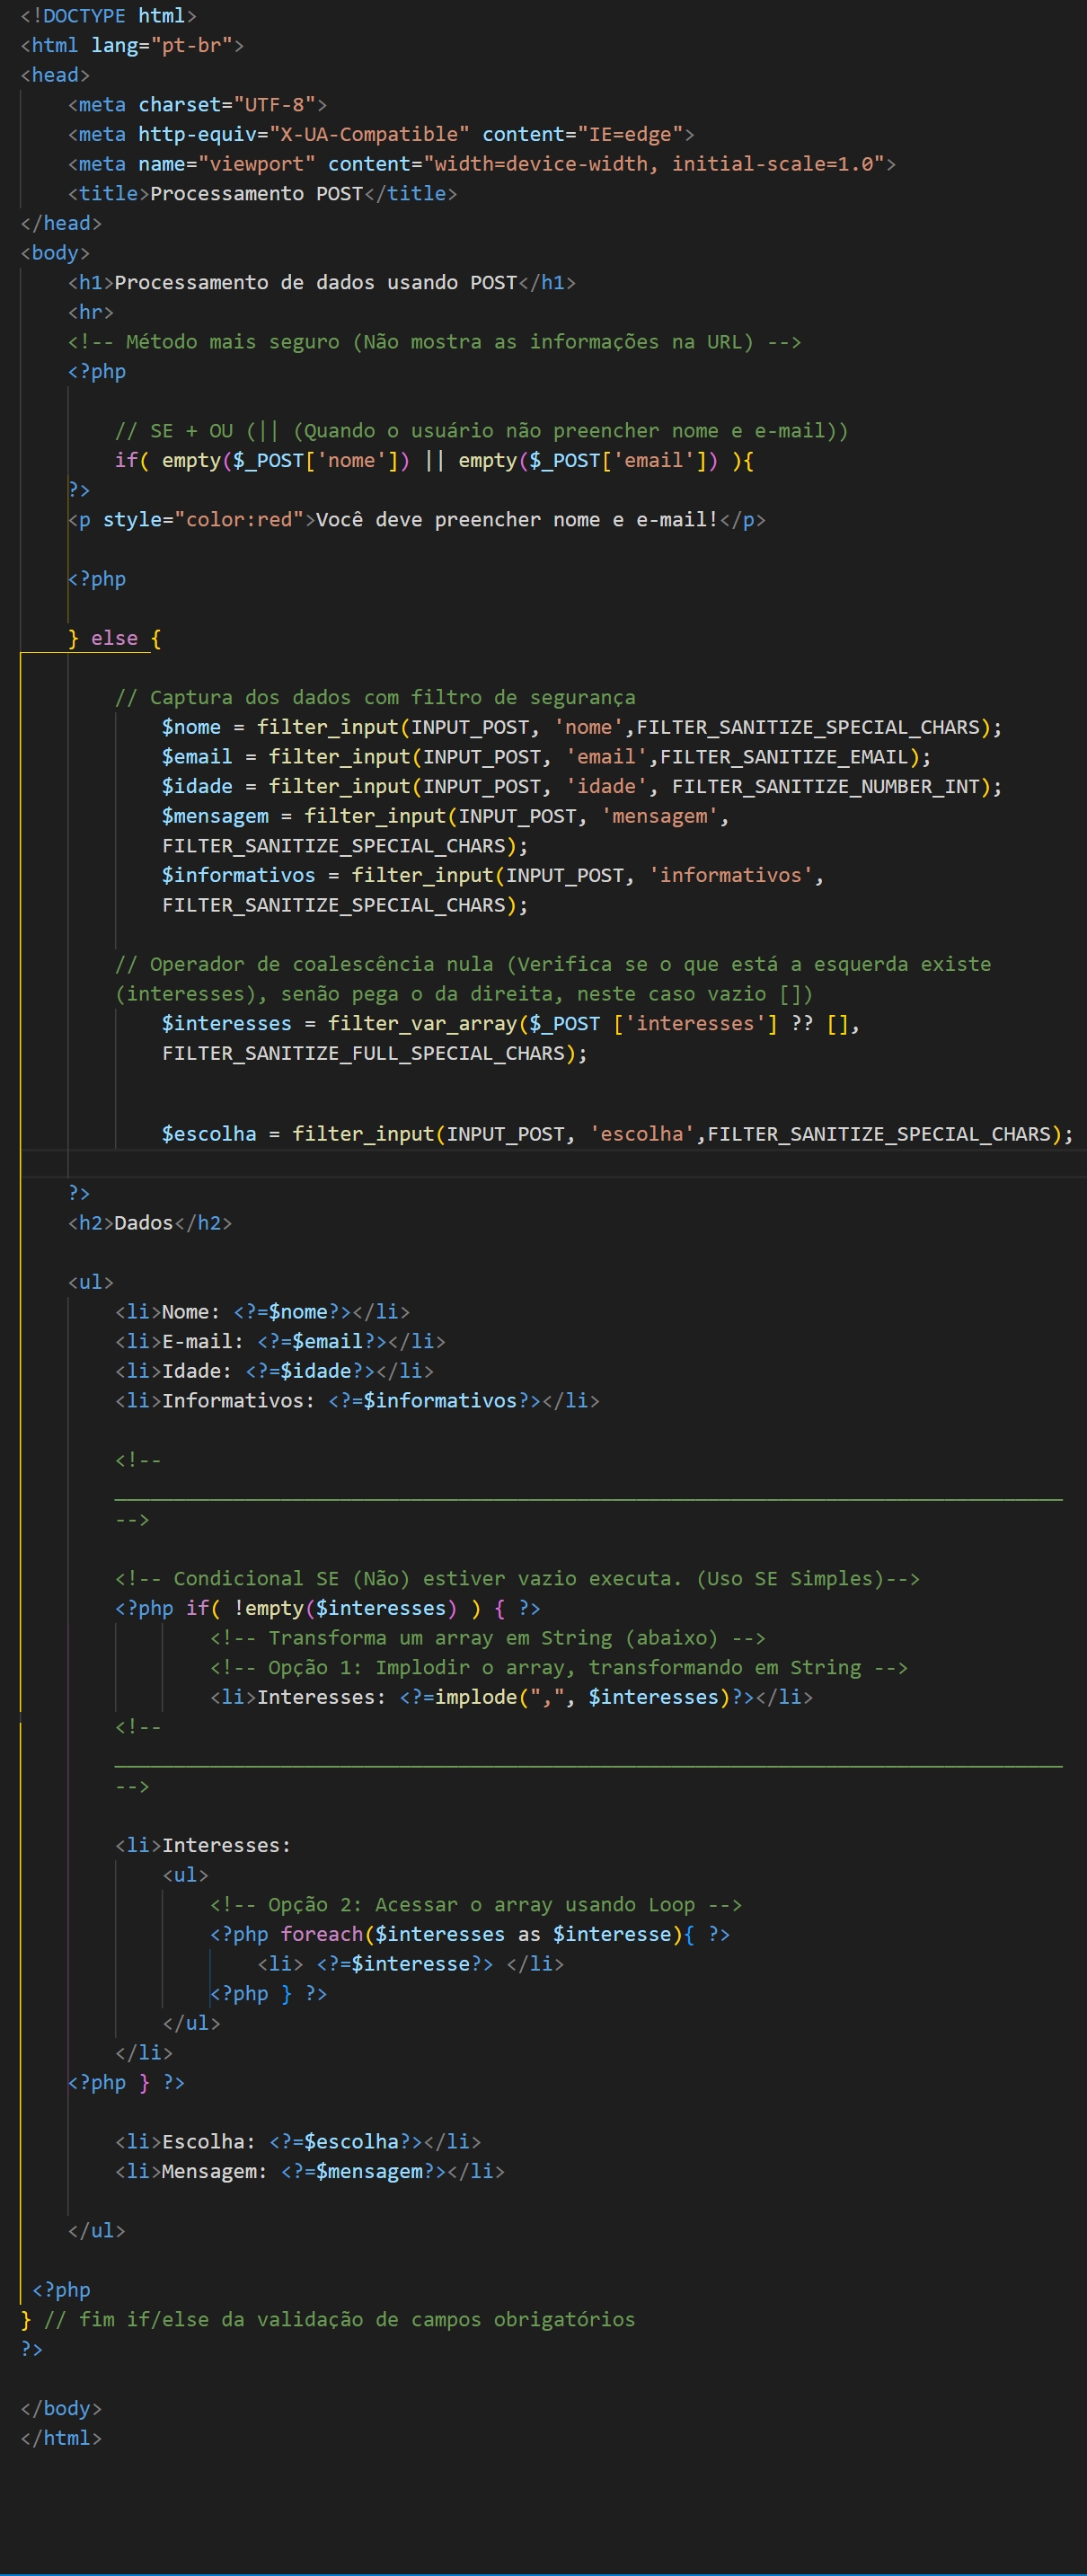 <!DOCTYPE html>
<html lang="pt-br">
<head>
    <meta charset="UTF-8">
    <meta http-equiv="X-UA-Compatible" content="IE=edge">
    <meta name="viewport" content="width=device-width, initial-scale=1.0">
    <title>Processamento POST</title>
</head>
<body>
    <h1>Processamento de dados usando POST</h1>
    <hr>
    <!-- Método mais seguro (Não mostra as informações na URL) -->
    <?php
        // SE + OU (|| (Quando o usuário não preencher nome e e-mail))
        if( empty($_POST['nome']) || empty($_POST['email']) ){
    ?>
    <p style="color:red">Você deve preencher nome e e-mail!</p>
    <?php
    } else {
        // Captura dos dados com filtro de segurança
            $nome = filter_input(INPUT_POST, 'nome',FILTER_SANITIZE_SPECIAL_CHARS);
            $email = filter_input(INPUT_POST, 'email',FILTER_SANITIZE_EMAIL);
            $idade = filter_input(INPUT_POST, 'idade', FILTER_SANITIZE_NUMBER_INT);
            $mensagem = filter_input(INPUT_POST, 'mensagem',
            FILTER_SANITIZE_SPECIAL_CHARS);
            $informativos = filter_input(INPUT_POST, 'informativos',
            FILTER_SANITIZE_SPECIAL_CHARS);
        // Operador de coalescência nula (Verifica se o que está a esquerda existe
        (interesses), senão pega o da direita, neste caso vazio [])
            $interesses = filter_var_array($_POST ['interesses'] ?? [],
            FILTER_SANITIZE_FULL_SPECIAL_CHARS);
            $escolha = filter_input(INPUT_POST, 'escolha',FILTER_SANITIZE_SPECIAL_CHARS);
    ?>
    <h2>Dados</h2>
    <ul>
        <li>Nome: <?=$nome?></li>
        <li>E-mail: <?=$email?></li>
        <li>Idade: <?=$idade?></li>
        <li>Informativos: <?=$informativos?></li>
        <!--
        ________________________________________________________________________________
        -->
        <!-- Condicional SE (Não) estiver vazio executa. (Uso SE Simples)-->
        <?php if( !empty($interesses) ) { ?>
                <!-- Transforma um array em String (abaixo) -->
                <!-- Opção 1: Implodir o array, transformando em String -->
                <li>Interesses: <?=implode(",", $interesses)?></li>
        <!--
        ________________________________________________________________________________
        -->
        <li>Interesses:
            <ul>
                <!-- Opção 2: Acessar o array usando Loop -->
                <?php foreach($interesses as $interesse){ ?>
                    <li> <?=$interesse?> </li>
                <?php } ?>
            </ul>
        </li>
    <?php } ?>
        <li>Escolha: <?=$escolha?></li>
        <li>Mensagem: <?=$mensagem?></li>
    </ul>
 <?php
} // fim if/else da validação de campos obrigatórios
?>
</body>
</html>